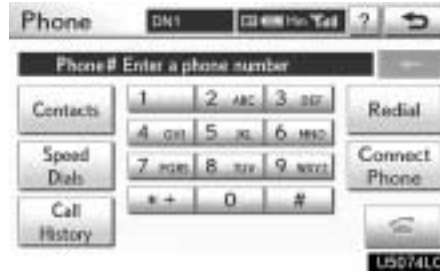 Phone DN1 ?
Phone# Enter a phone number
Contacts 1 2 ABC 3 DEF Redial
4 GHI 5 JKL 6 MNO
Speed Dials 7 PQRS 8 TUV 9 WXYZ Connect Phone
* + 0 #
Call History
U5074LC